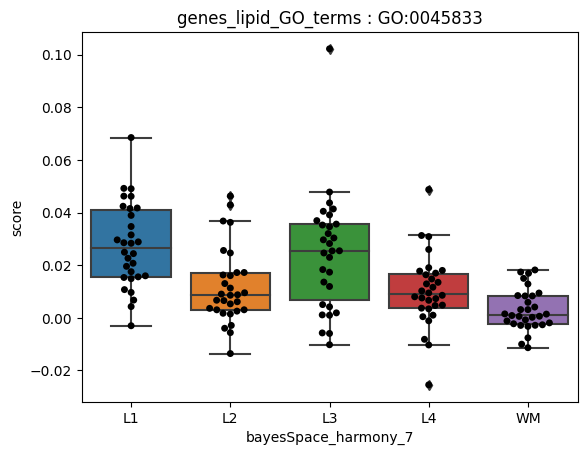 genes_lipid_GO_terms : GO:0045833
0.10
0.08
0.06
0.04
0.02
0.00
−0.02
score
L1 L2 L3 L4 WM
bayesSpace_harmony_7